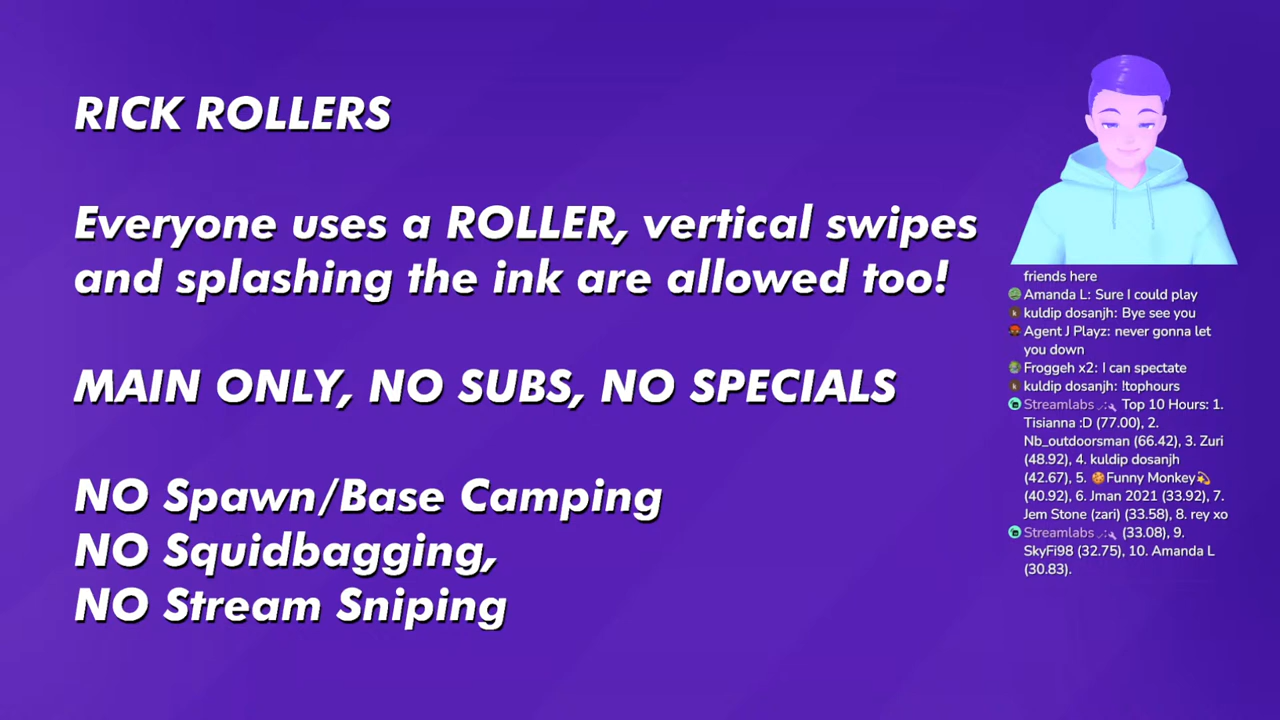 RICK ROLLERS
Everyone uses a ROLLER, vertical swipes
and splashing the ink are allowed too!
MAIN ONLY, NO SUBS, NO SPECIALS
NO Spawn/Base Camping
NO Squidbagging,
NO Stream Sniping
friends here
Amanda L: Sure I could play
kuldip dosanjh: Bye see you
Agent J Playz: never gonna let
you down
Froggeh x2: I can spectate
kuldip dosanjh: !tophours
Streamlabs Top 10 Hours: 1.
Tisianna :D (77.00), 2.
Nb_outdoorsman (66.42), 3. Zuri
(48.92), 4. kuldip dosanjh
(42.67), 5. 🍪Funny Monkey💫
(40.92), 6. Jman 2021 (33.92), 7.
Jem Stone (zari) (33.58), 8. rey xo
Streamlabs (33.08), 9.
SkyFi98 (32.75), 10. Amanda L
(30.83).